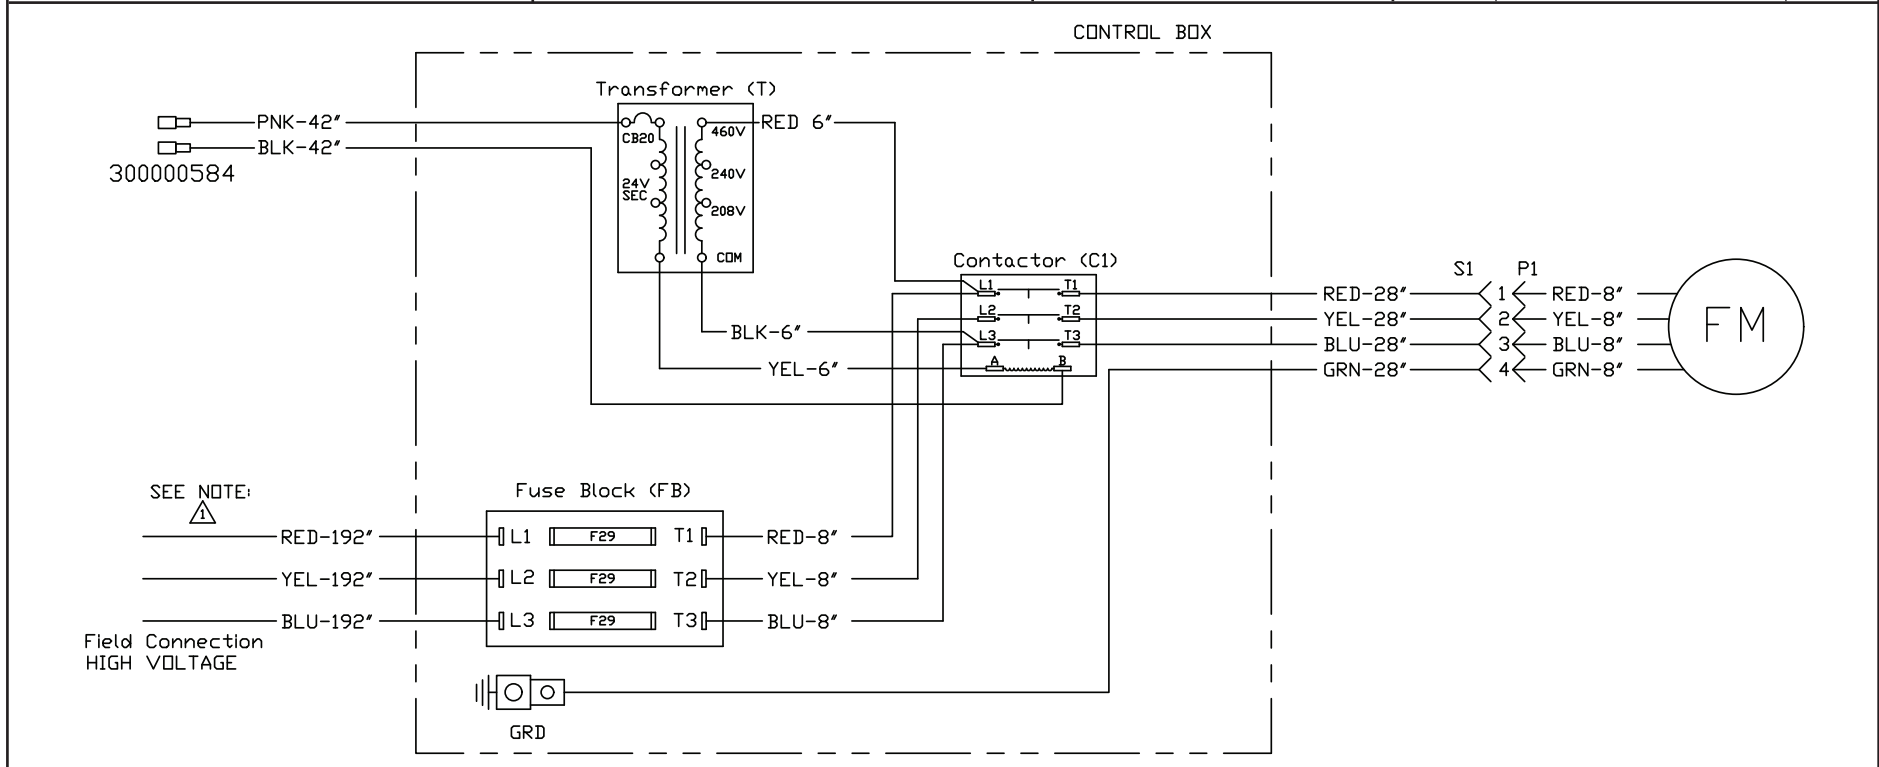 CONTROL BOX
Transformer (T)
PNK-42"
CB20
460V
RED 6"
BLK-42"
300000584
240V
24V
SEC
208V
COM
Contactor (C1)
S1 P1
L1 T1
RED-28" 1 RED-8"
L2 T2
YEL-28" 2 YEL-8"
FM
BLK-6"
L3 T3
BLU-28" 3 BLU-8"
YEL-6"
A B
GRN-28" 4 GRN-8"
SEE NOTE:
1
Fuse Block (FB)
RED-192" L1 F29 T1 RED-8"
YEL-192" L2 F29 T2 YEL-8"
BLU-192" L3 F29 T3 BLU-8"
Field Connection
HIGH VOLTAGE
GRD